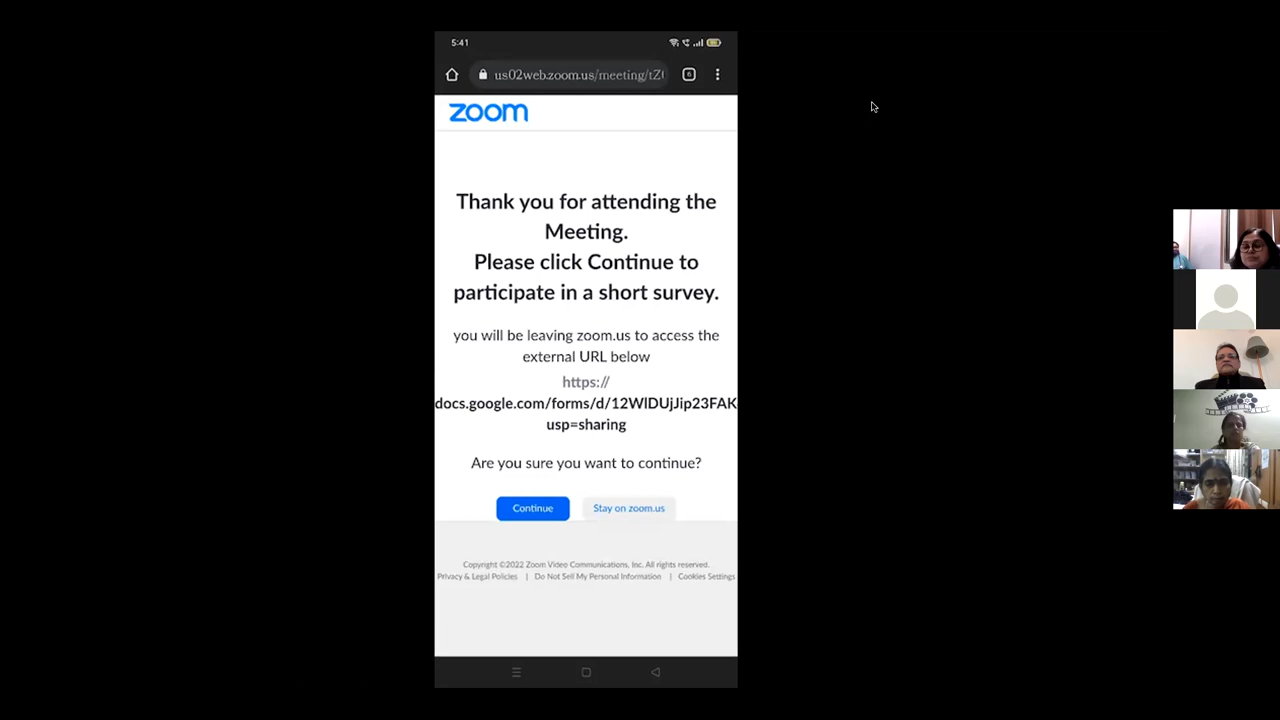 5:41
us02web.zoom.us/meeting/tZ
6
zoom
Thank you for attending the
Meeting.
Please click Continue to
participate in a short survey.
you will be leaving zoom.us to access the
external URL below
https://
docs.google.com/forms/d/12WlDUjJip23FAK
usp=sharing
Are you sure you want to continue?
Continue
Stay on zoom.us
Copyright ©2022 Zoom Video Communications, Inc. All rights reserved.
Privacy & Legal Policies | Do Not Sell My Personal Information | Cookies Settings